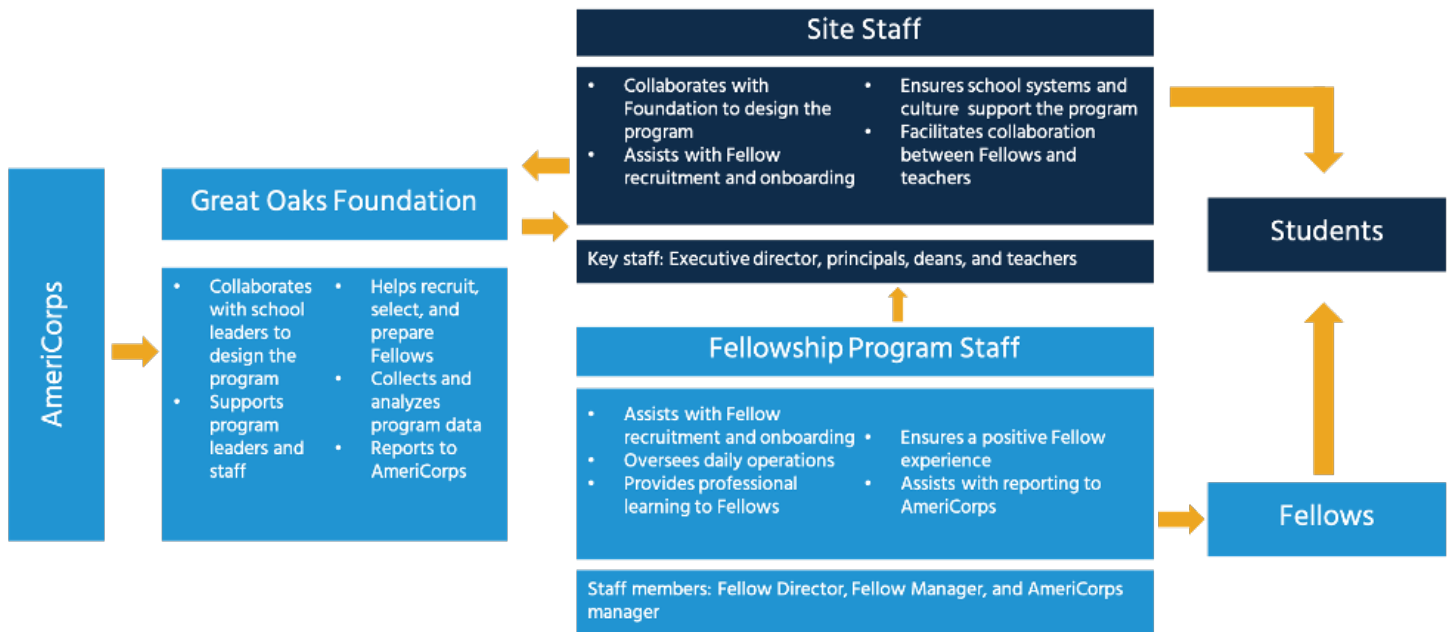 AmeriCorps
Great Oaks Foundation
• Collaborates
with school
leaders to
design the
program
• Supports
program
leaders and
staff
• Helps recruit,
select, and
prepare
Fellows
• Collects and
analyzes
program data
• Reports to
AmeriCorps
Site Staff
• Collaborates with
Foundation to design the
program
• Assists with Fellow
recruitment and onboarding
• Ensures school systems and
culture support the program
• Facilitates collaboration
between Fellows and
teachers
Key staff: Executive director, principals, deans, and teachers
Fellowship Program Staff
• Assists with Fellow
recruitment and onboarding
• Oversees daily operations
• Provides professional
learning to Fellows
• Ensures a positive Fellow
experience
• Assists with reporting to
AmeriCorps
Staff members: Fellow Director, Fellow Manager, and AmeriCorps
manager
Students
Fellows